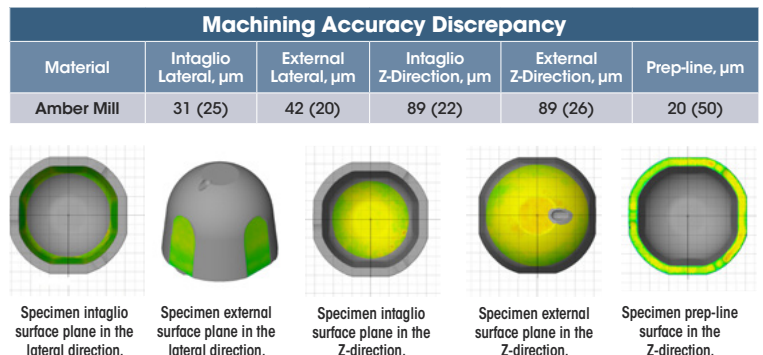 Machining Accuracy Discrepancy
Material
Intaglio
Lateral, µm
External
Lateral, µm
Intaglio
Z-Direction, µm
External
Z-Direction, µm
Prep-line, µm
Amber Mill
31 (25)
42 (20)
89 (22)
89 (26)
20 (50)
Specimen intaglio
surface plane in the
lateral direction.
Specimen external
surface plane in the
lateral direction.
Specimen intaglio
surface plane in the
Z-direction.
Specimen external
surface plane in the
Z-direction.
Specimen prep-line
surface in the
Z-direction.